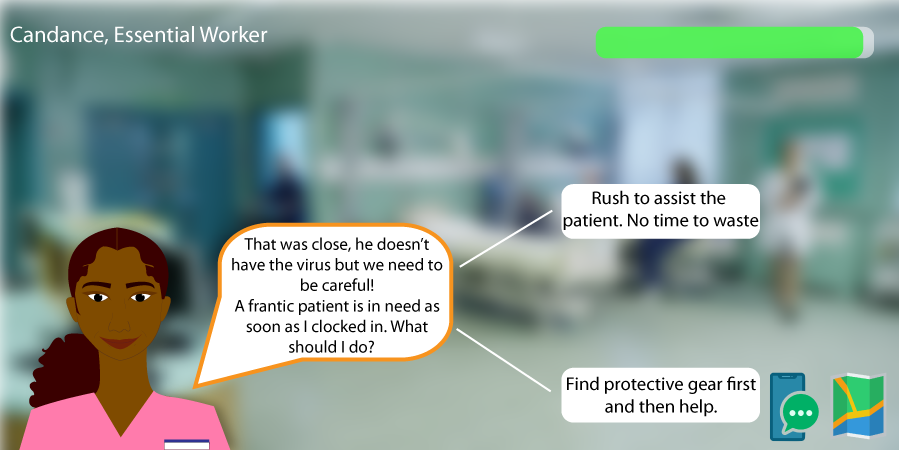 Candance, Essential Worker
That was close, he doesn't
have the virus but we need to
be careful!
A frantic patient is in need as
soon as I clocked in. What
should I do?
Rush to assist the
patient. No time to waste
Find protective gear first
and then help.